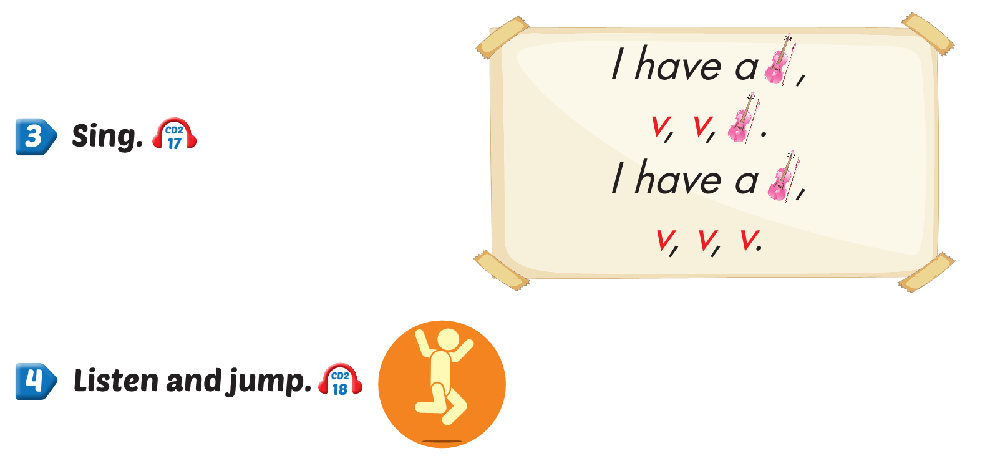 3 Sing. CD2 17
I have a ,
v, v, .
I have a ,
v, v, v.
4 Listen and jump. CD2 18